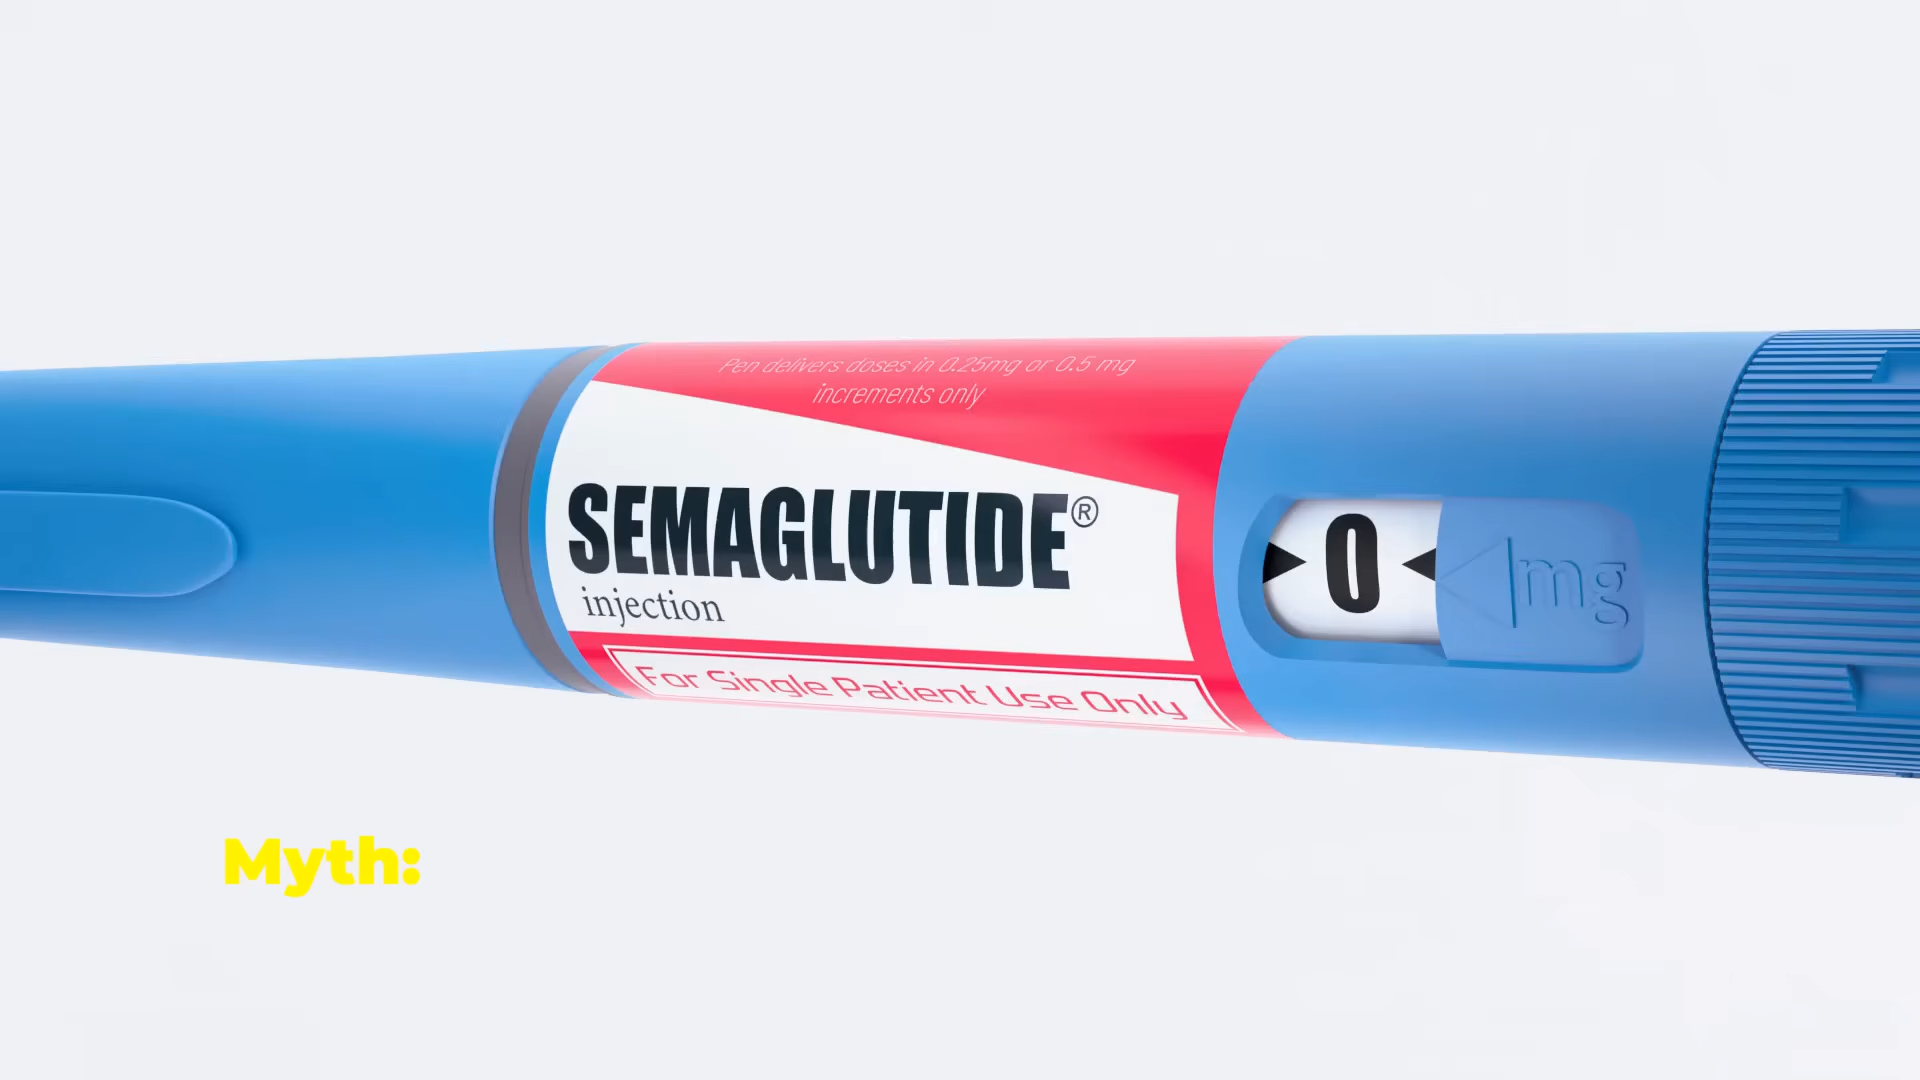 Pen delivers doses in 0.25mg or 0.5 mg
increments only
SEMAGLUTIDE®
injection
For Single Patient Use Only
0
mg
Myth: